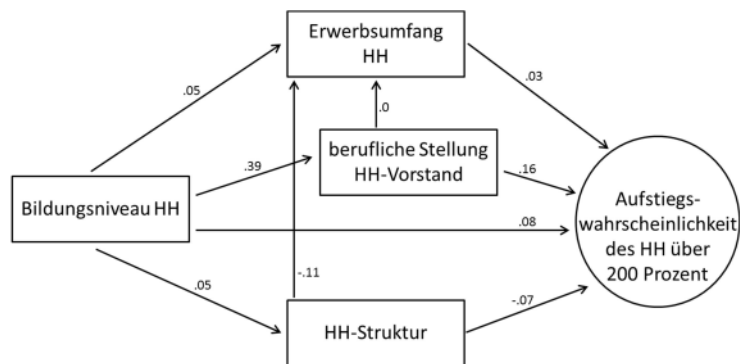 Erwerbsumfang
HH
.05
.03
.0
.39
berufliche Stellung
HH-Vorstand
.16
Bildungsniveau HH
.08
Aufstiegs-
wahrscheinlichkeit
des HH über
200 Prozent
.05
-.11
-.07
HH-Struktur